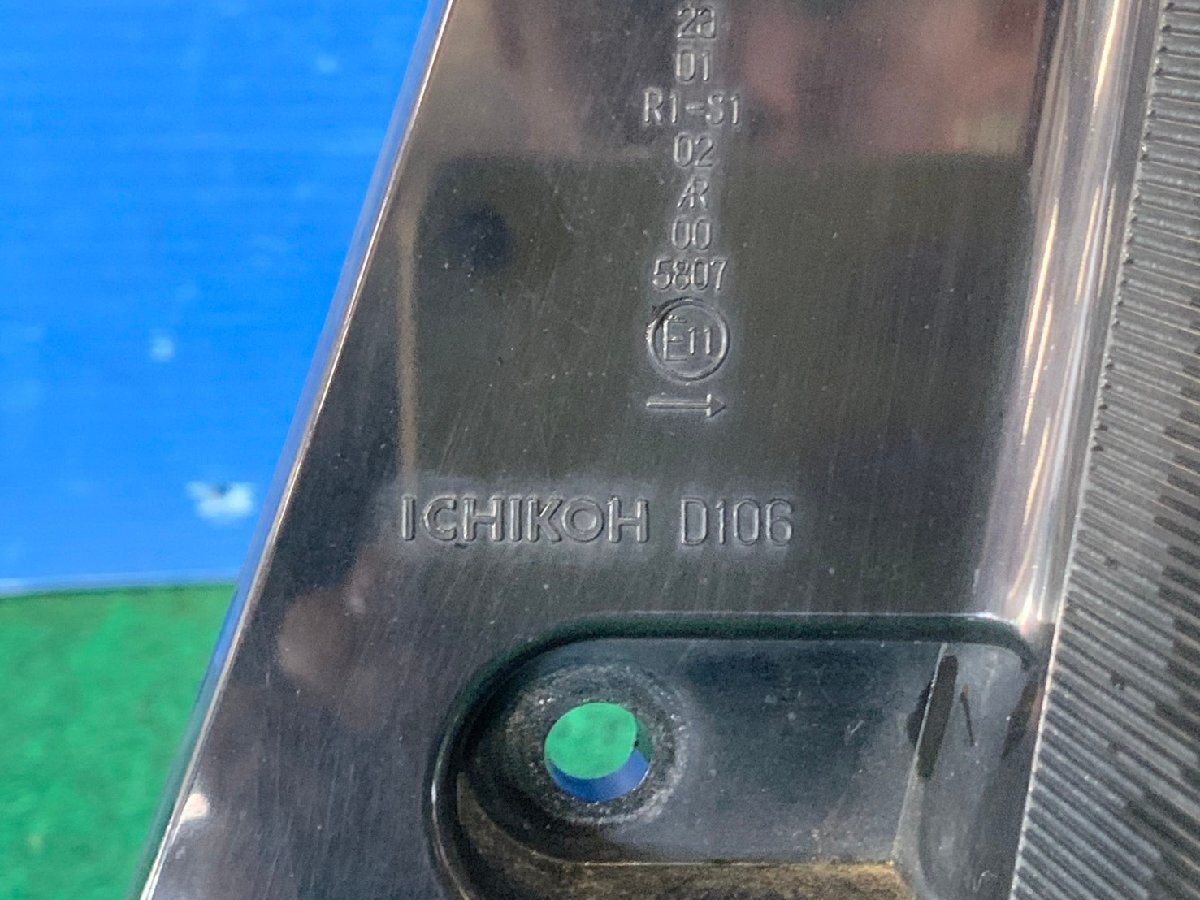 23
01
R1-S1
02
AR
00
5807
E11
→
ICHIKOH D106